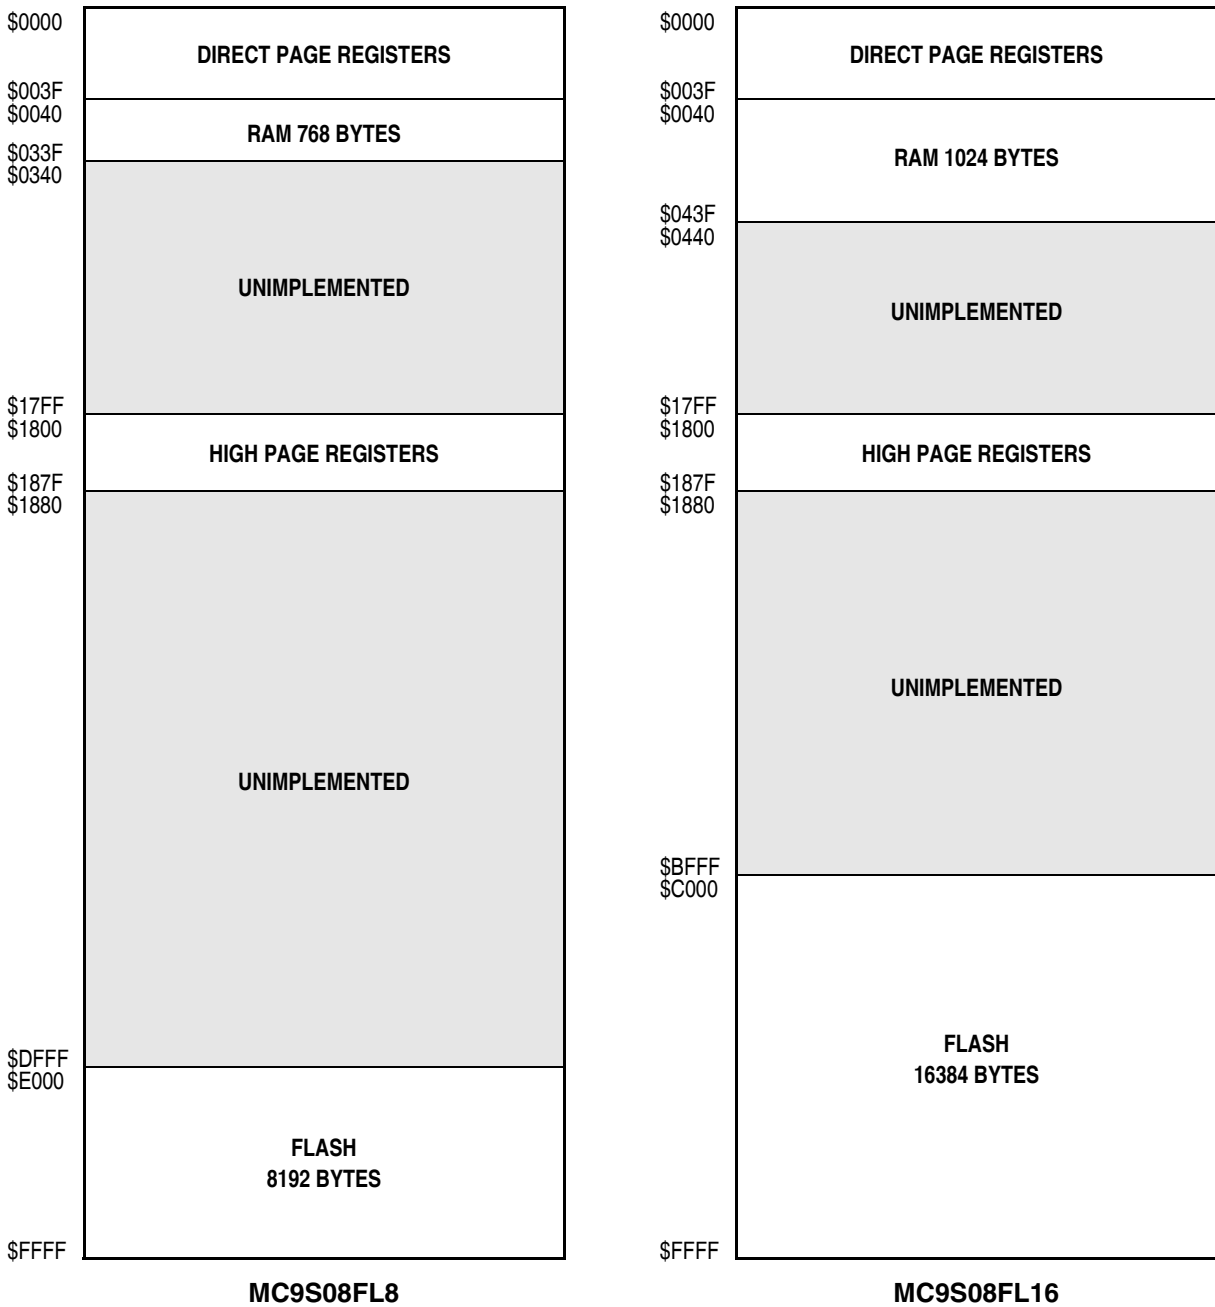 $0000
DIRECT PAGE REGISTERS
$003F
$0040
RAM 768 BYTES
$033F
$0340
UNIMPLEMENTED
$17FF
$1800
HIGH PAGE REGISTERS
$187F
$1880
UNIMPLEMENTED
$DFFF
$E000
FLASH
8192 BYTES
$FFFF
MC9S08FL8
$0000
DIRECT PAGE REGISTERS
$003F
$0040
RAM 1024 BYTES
$043F
$0440
UNIMPLEMENTED
$17FF
$1800
HIGH PAGE REGISTERS
$187F
$1880
UNIMPLEMENTED
$BFFF
$C000
FLASH
16384 BYTES
$FFFF
MC9S08FL16